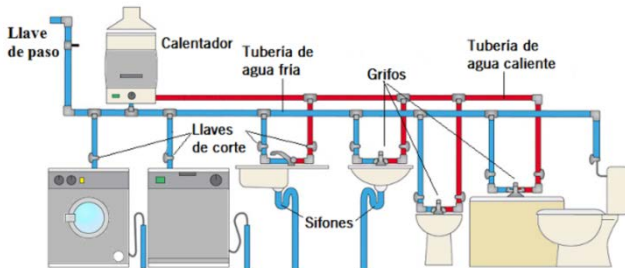 Llave
de paso
Calentador
Tubería de
agua fría
Grifos
Tubería de
agua caliente
Llaves
de corte
Sifones